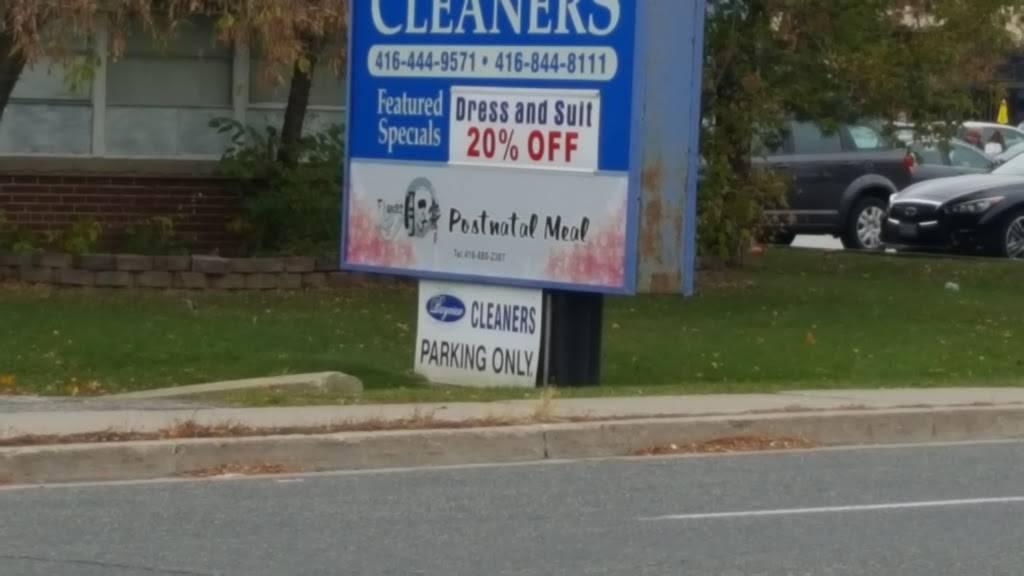 CLEANERS
416-444-9571 • 416-844-8111
Featured
Specials
Dress and Suit
20% OFF
Postnatal Meal
CLEANERS
PARKING ONLY.